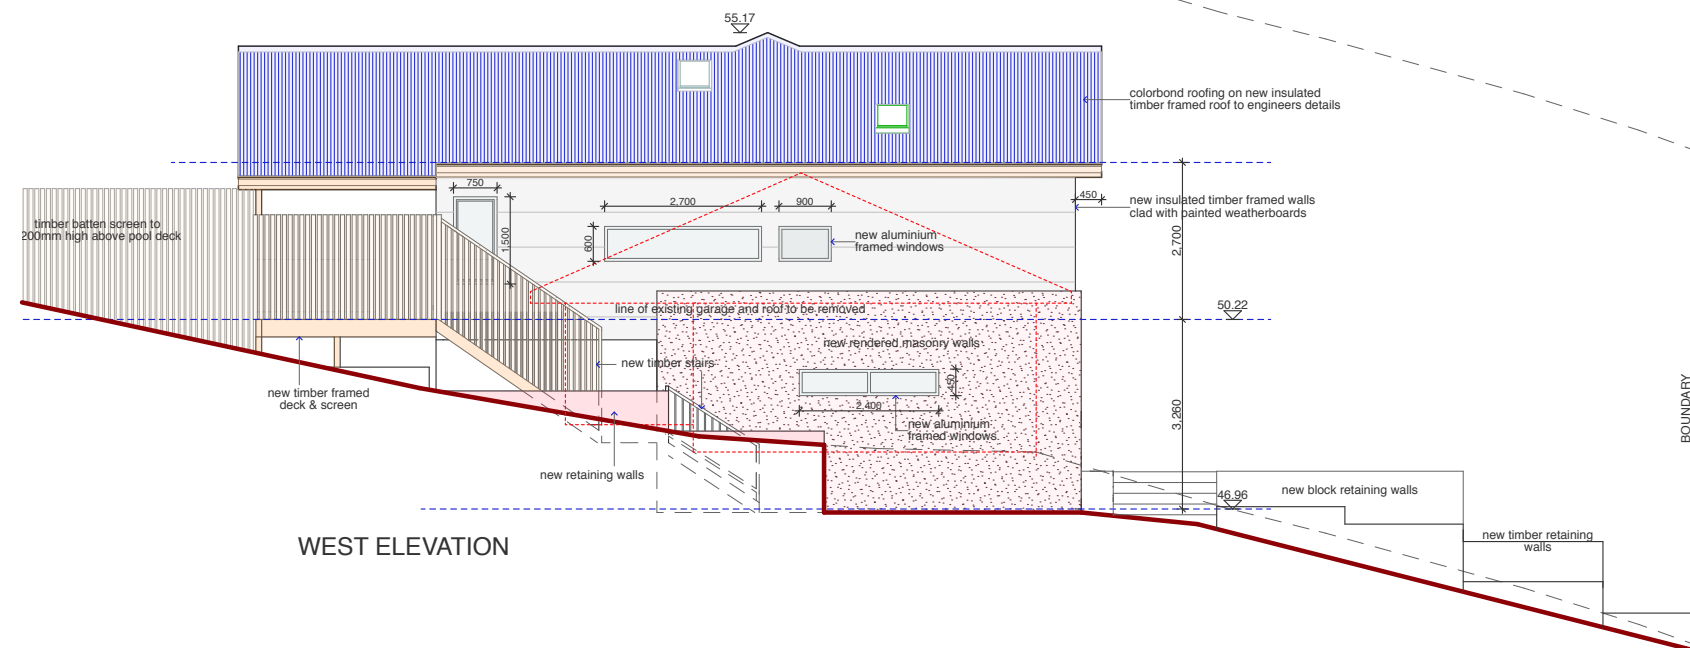 55.17
colorbond roofing on new insulated
timber framed roof to engineers details
750
450
new insulated timber framed walls
clad with painted weatherboards
2,700
900
timber batten screen to
200mm high above pool deck
1,500
600
new aluminium
framed windows
2,700
50.22
line of existing garage and roof to be removed
new rendered masonry walls
new timber stairs
450
2,400
new timber framed
deck & screen
new aluminium
framed windows
3,260
BOUNDARY
new retaining walls
46.96
new block retaining walls
new timber retaining
walls
WEST ELEVATION